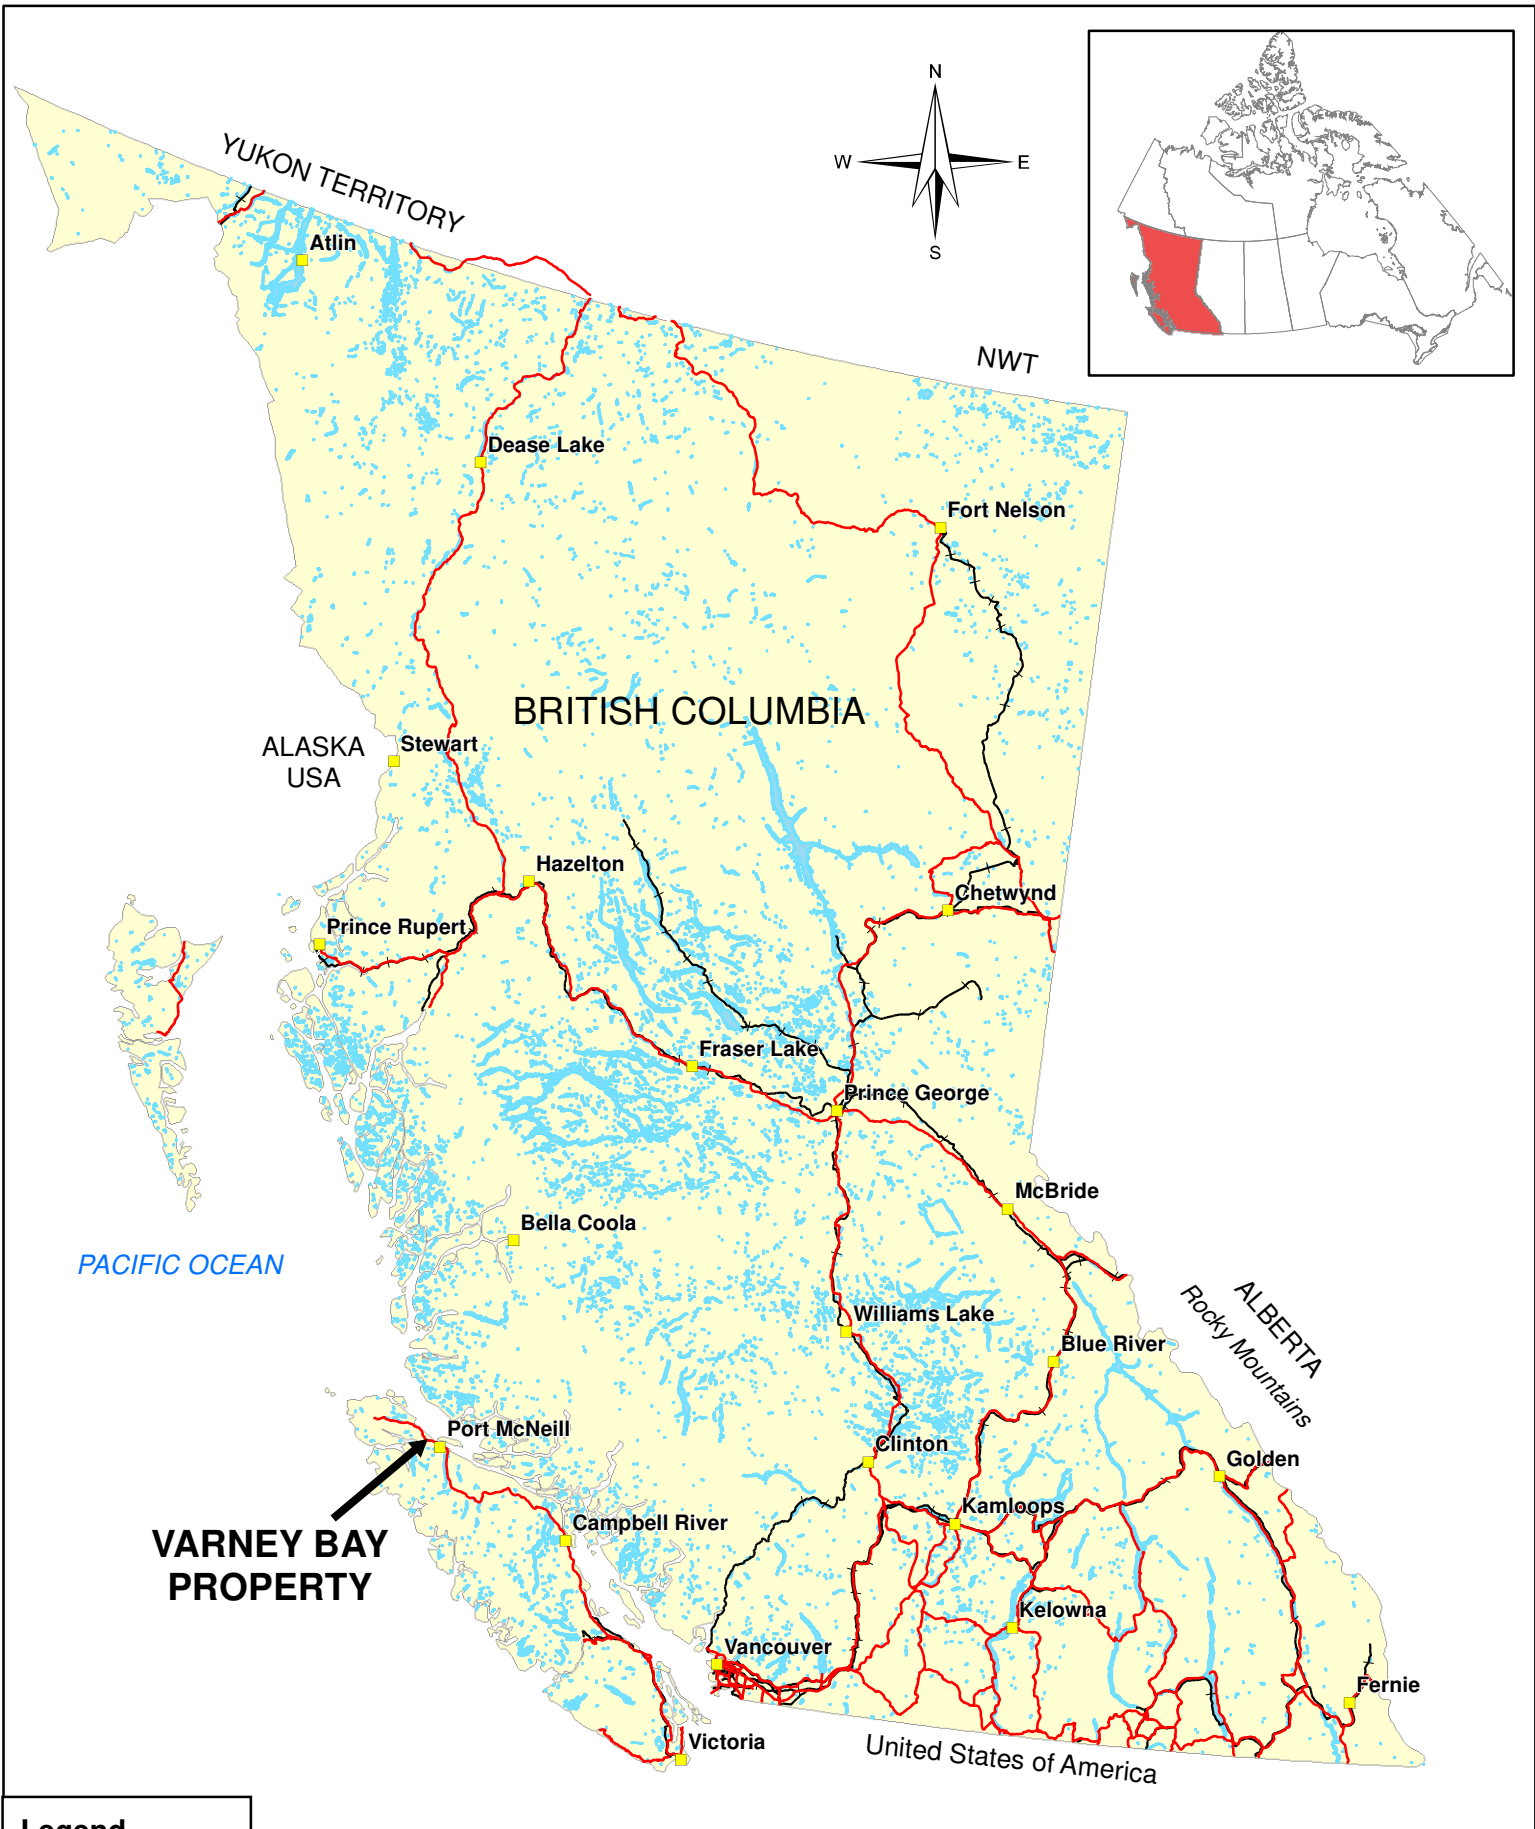 N
W
E
S
YUKON TERRITORY
Atlin
NWT
Dease Lake
Fort Nelson
BRITISH COLUMBIA
ALASKA
USA
Stewart
Hazelton
Chetwynd
Prince Rupert
Fraser Lake
Prince George
McBride
Bella Coola
PACIFIC OCEAN
ALBERTA
Rocky Mountains
Williams Lake
Blue River
Port McNeill
Clinton
Golden
Kamloops
Campbell River
VARNEY BAY
PROPERTY
Kelowna
Vancouver
Fernie
Victoria
United States of America
Legend